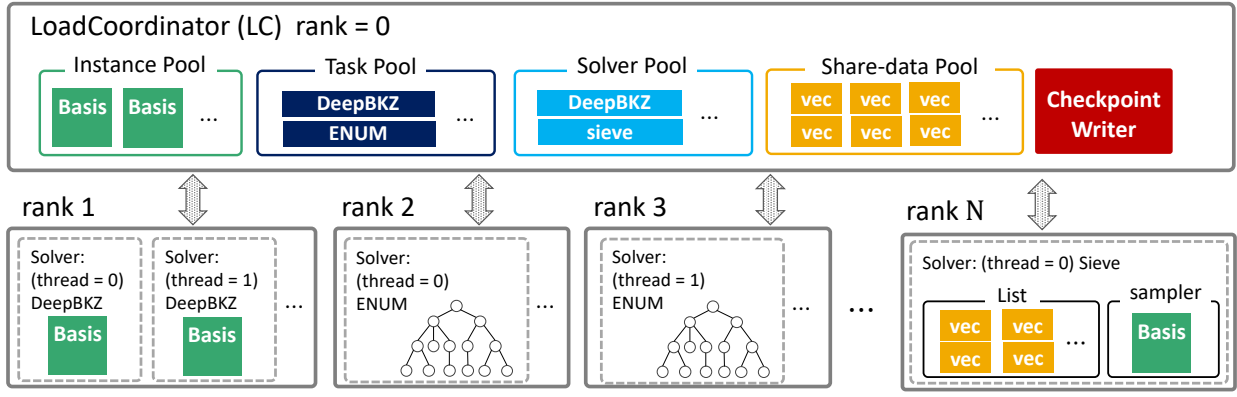 LoadCoordinator (LC) rank = 0
Instance Pool
Task Pool
Solver Pool
Share-data Pool
Basis Basis ...
DeepBKZ
ENUM
...
DeepBKZ
sieve
...
vec vec vec
vec vec vec
...
Checkpoint
Writer
rank 1
rank 2
rank 3
rank N
Solver:
(thread = 0)
DeepBKZ
Basis
Solver:
(thread = 1)
DeepBKZ
Basis
...
Solver:
(thread = 0)
ENUM
...
Solver:
(thread = 1)
ENUM
...
...
Solver: (thread = 0) Sieve
List
vec vec
vec vec
...
sampler
Basis